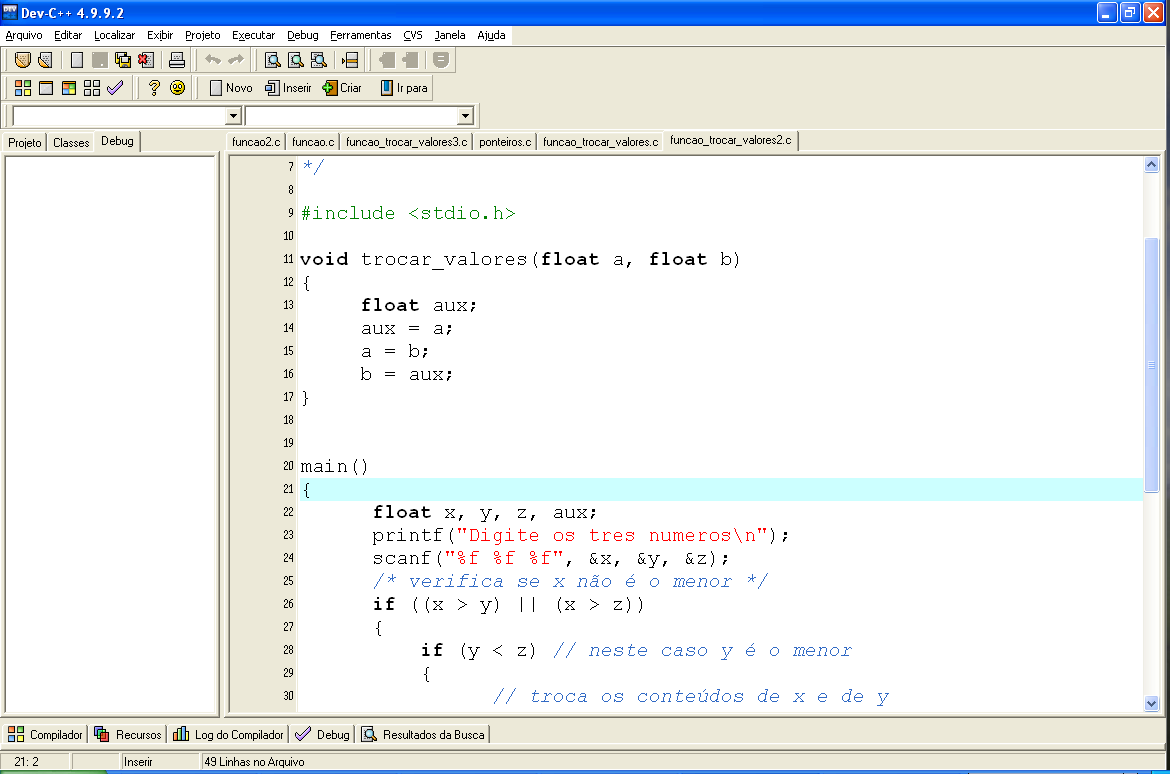 Dev-C++ 4.9.9.2
Arquivo Editar Localizar Exibir Projeto Executar Debug Ferramentas CVS Janela Ajuda
Novo Inserir Criar Ir para
Projeto Classes Debug
funcao2.c funcao.c funcao_trocar_valores3.c ponteiros.c funcao_trocar_valores.c funcao_trocar_valores2.c
7 */
8
9 #include <stdio.h>
10
11 void trocar_valores(float a, float b)
12 {
13 float aux;
14 aux = a;
15 a = b;
16 b = aux;
17 }
18
19
20 main()
21 {
22 float x, y, z, aux;
23 printf("Digite os tres numeros\n");
24 scanf("%f %f %f", &x, &y, &z);
25 /* verifica se x não é o menor */
26 if ((x > y) || (x > z))
27 {
28 if (y < z) // neste caso y é o menor
29 {
30 // troca os conteúdos de x e de y
Compilador Recursos Log do Compilador Debug Resultados da Busca
21: 2 Inserir 49 Linhas no Arquivo